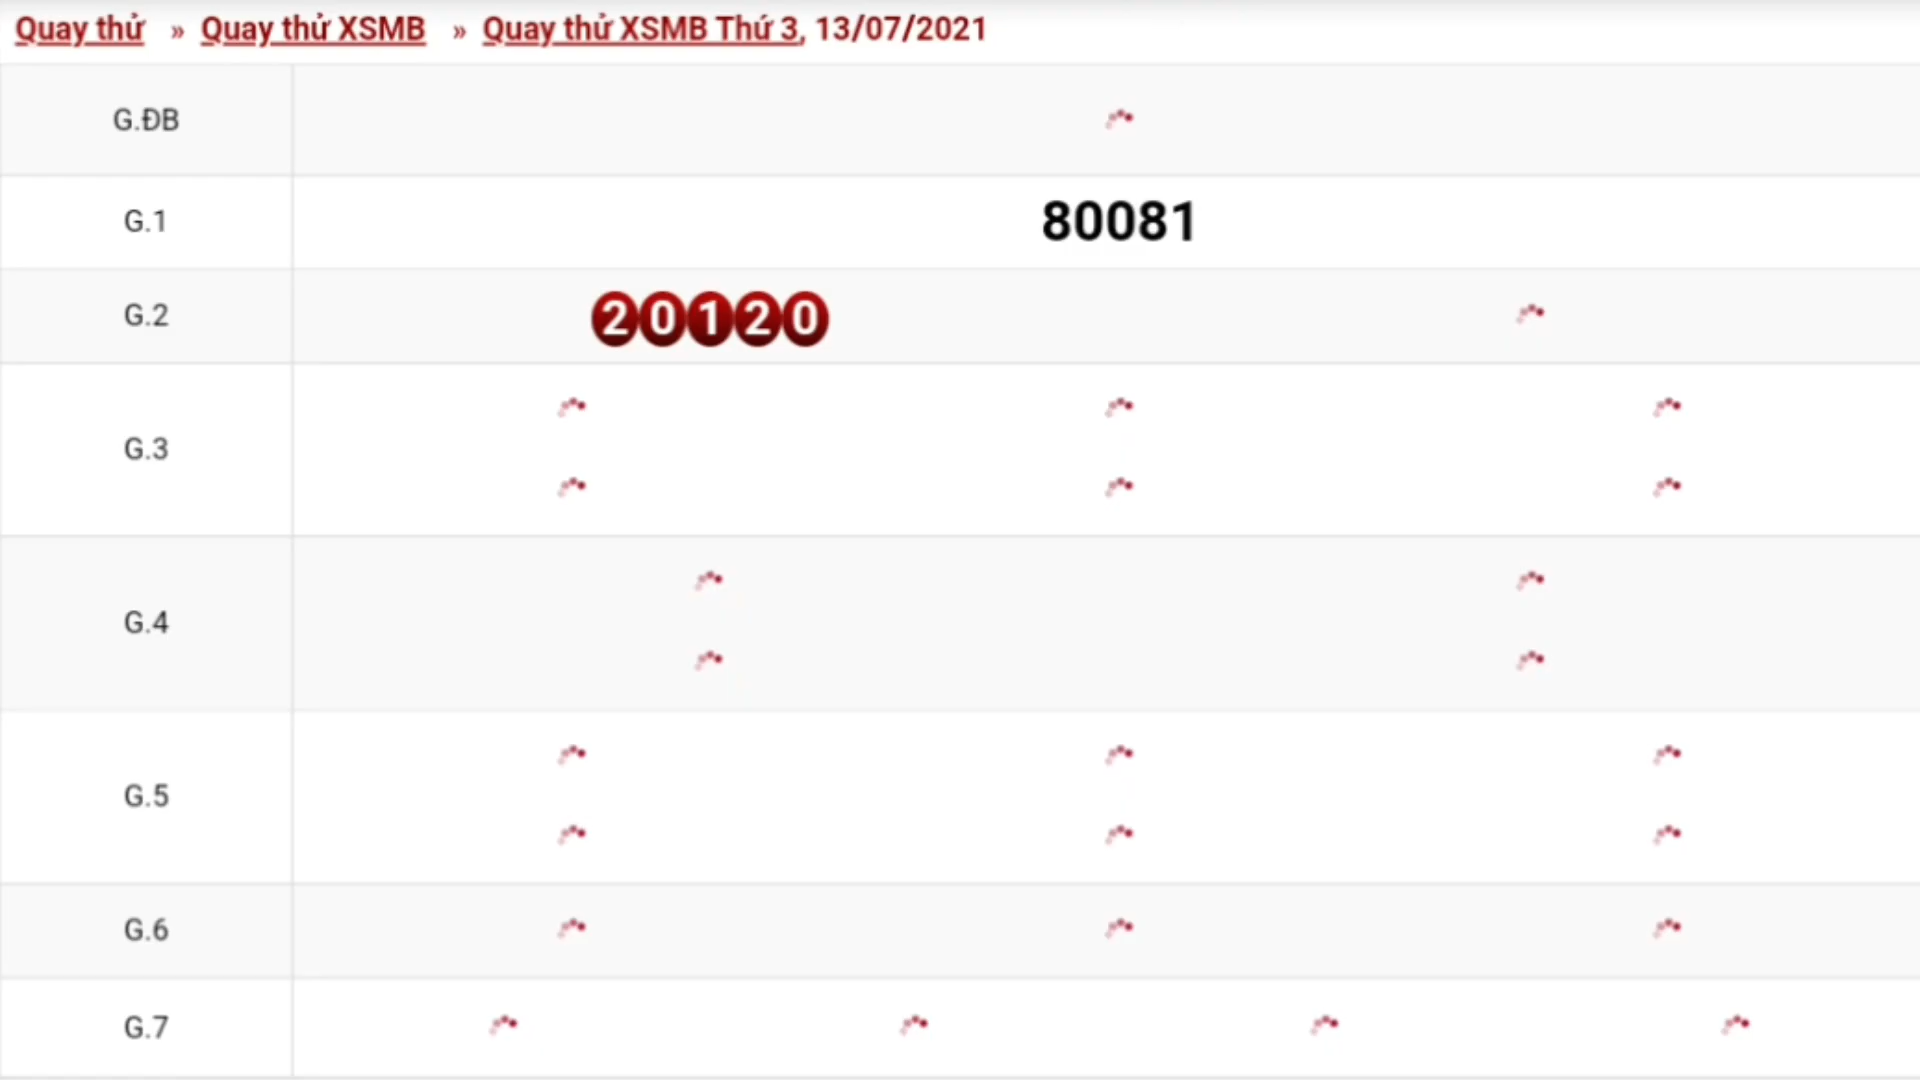 Quay thử » Quay thử XSMB » Quay thử XSMB Thứ 3, 13/07/2021
G.ĐB
G.1 80081
G.2 20120
G.3
G.4
G.5
G.6
G.7